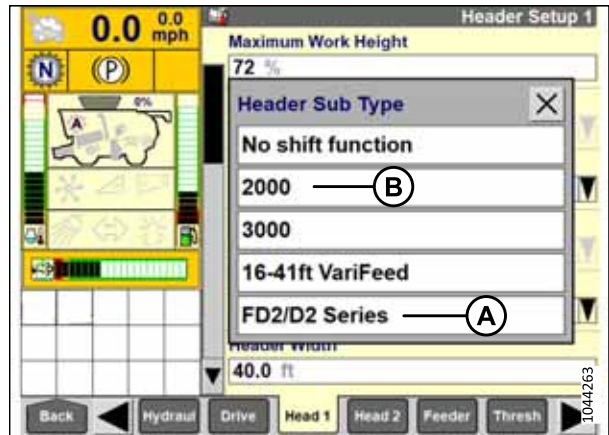 0.0 0.0 mph
Header Setup 1
N (P)
Maximum Work Height
72 %
0%
A
Header Sub Type X
No shift function
2000 B
3000
16-41ft VariFeed
FD2/D2 Series A
Header Width
40.0 ft
1044263
Back Hydraul Drive Head 1 Head 2 Feeder Thresh